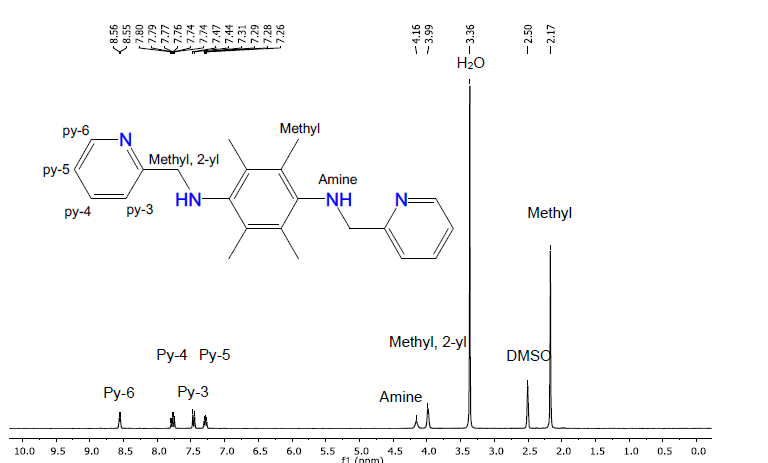 8.56
8.55
7.80
7.79
7.77
7.76
7.74
7.74
7.47
7.44
7.31
7.29
7.28
7.26
4.16
3.99
3.36
2.50
2.17
H₂O
Methyl
py-6
N
py-5
Methyl, 2-yl
Amine
HN
NH
N
py-4
py-3
Methyl
Methyl, 2-yl
Py-4 Py-5
DMSO
Py-6
Py-3
Amine
10.0 9.5 9.0 8.5 8.0 7.5 7.0 6.5 6.0 5.5 5.0 4.5 4.0 3.5 3.0 2.5 2.0 1.5 1.0 0.5 0.0
f1 (ppm)